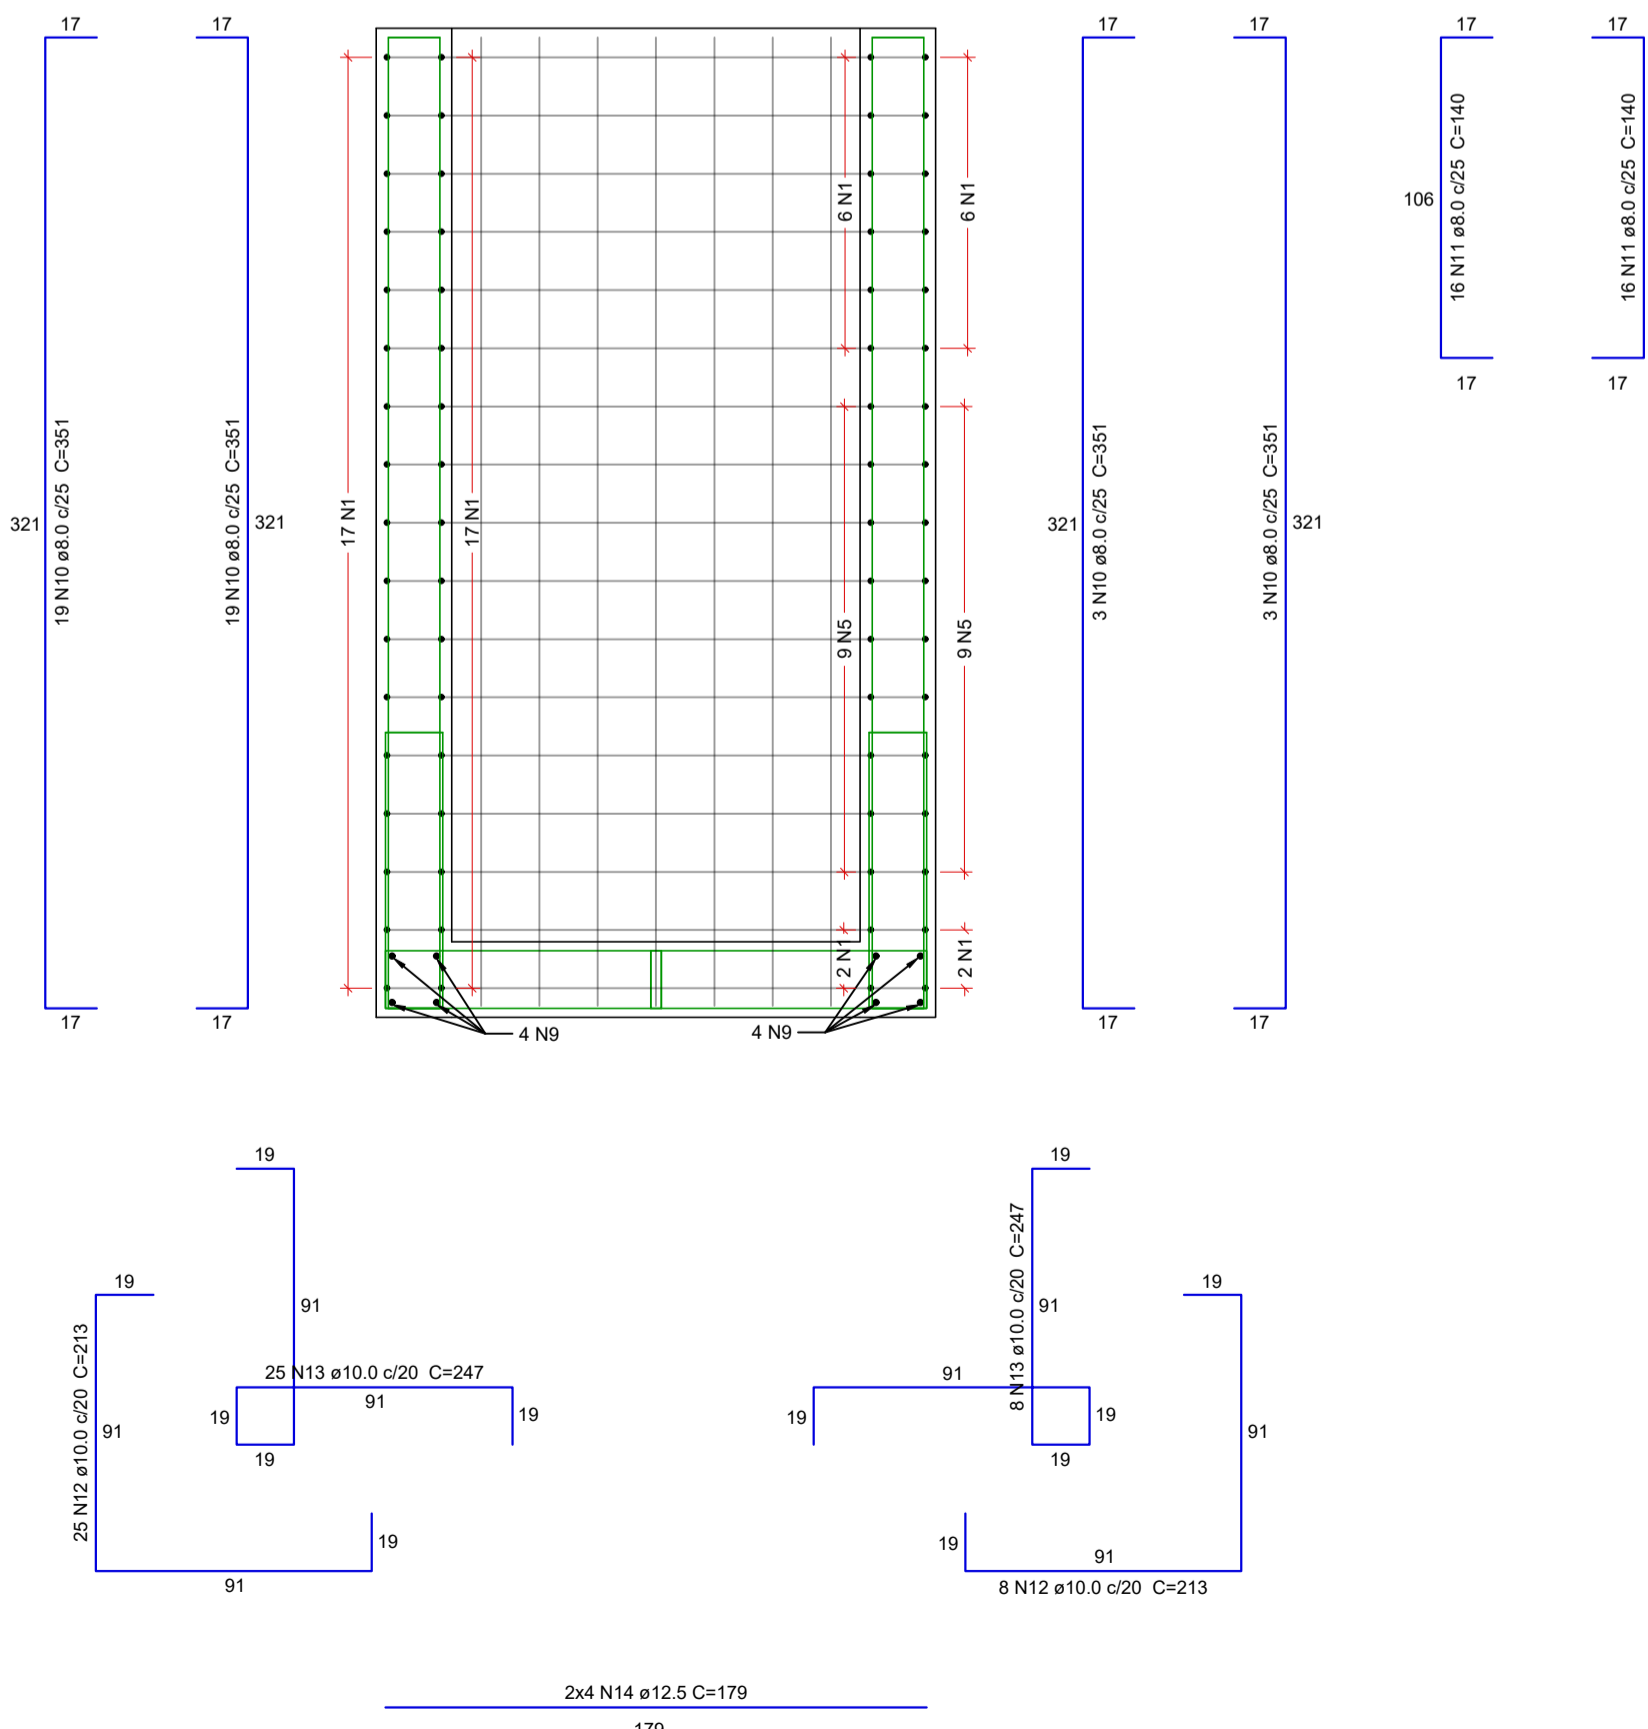 17
17
17
17
17
17
19 N10 ø8.0 c/25 C=351
321
19 N10 ø8.0 c/25 C=351
321
17 N1
17 N1
6 N1
6 N1
9 N5
9 N5
2 N1
2 N1
321
3 N10 ø8.0 c/25 C=351
3 N10 ø8.0 c/25 C=351
321
106
16 N11 ø8.0 c/25 C=140
16 N11 ø8.0 c/25 C=140
17
17
17
17
17
17
4 N9
4 N9
19
91
25 N13 ø10.0 c/20 C=247
91
19
19
19
19
25 N12 ø10.0 c/20 C=213
91
19
91
19
8 N13 ø10.0 c/20 C=247
91
91
19
19
19
19
91
19
91
8 N12 ø10.0 c/20 C=213
2x4 N14 ø12.5 C=179
179